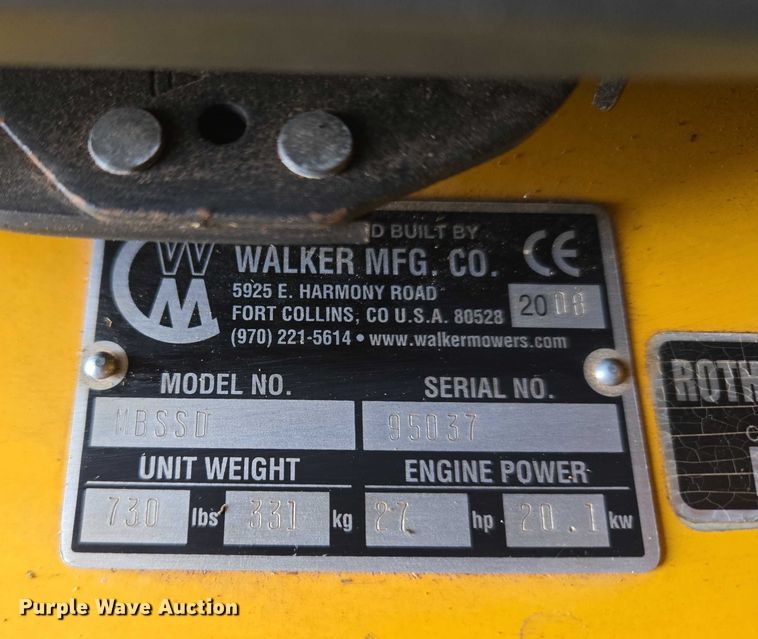 D BUILT BY
WALKER MFG. CO.
5925 E. HARMONY ROAD
FORT COLLINS, CO U.S.A. 80528
2008
(970) 221-5614 • www.walkermowers.com
WM
CE
MODEL NO. SERIAL NO.
MBSSD 95037
UNIT WEIGHT ENGINE POWER
730 lbs 331 kg 27 hp 20.1 kw
ROTH
Purple Wave Auction